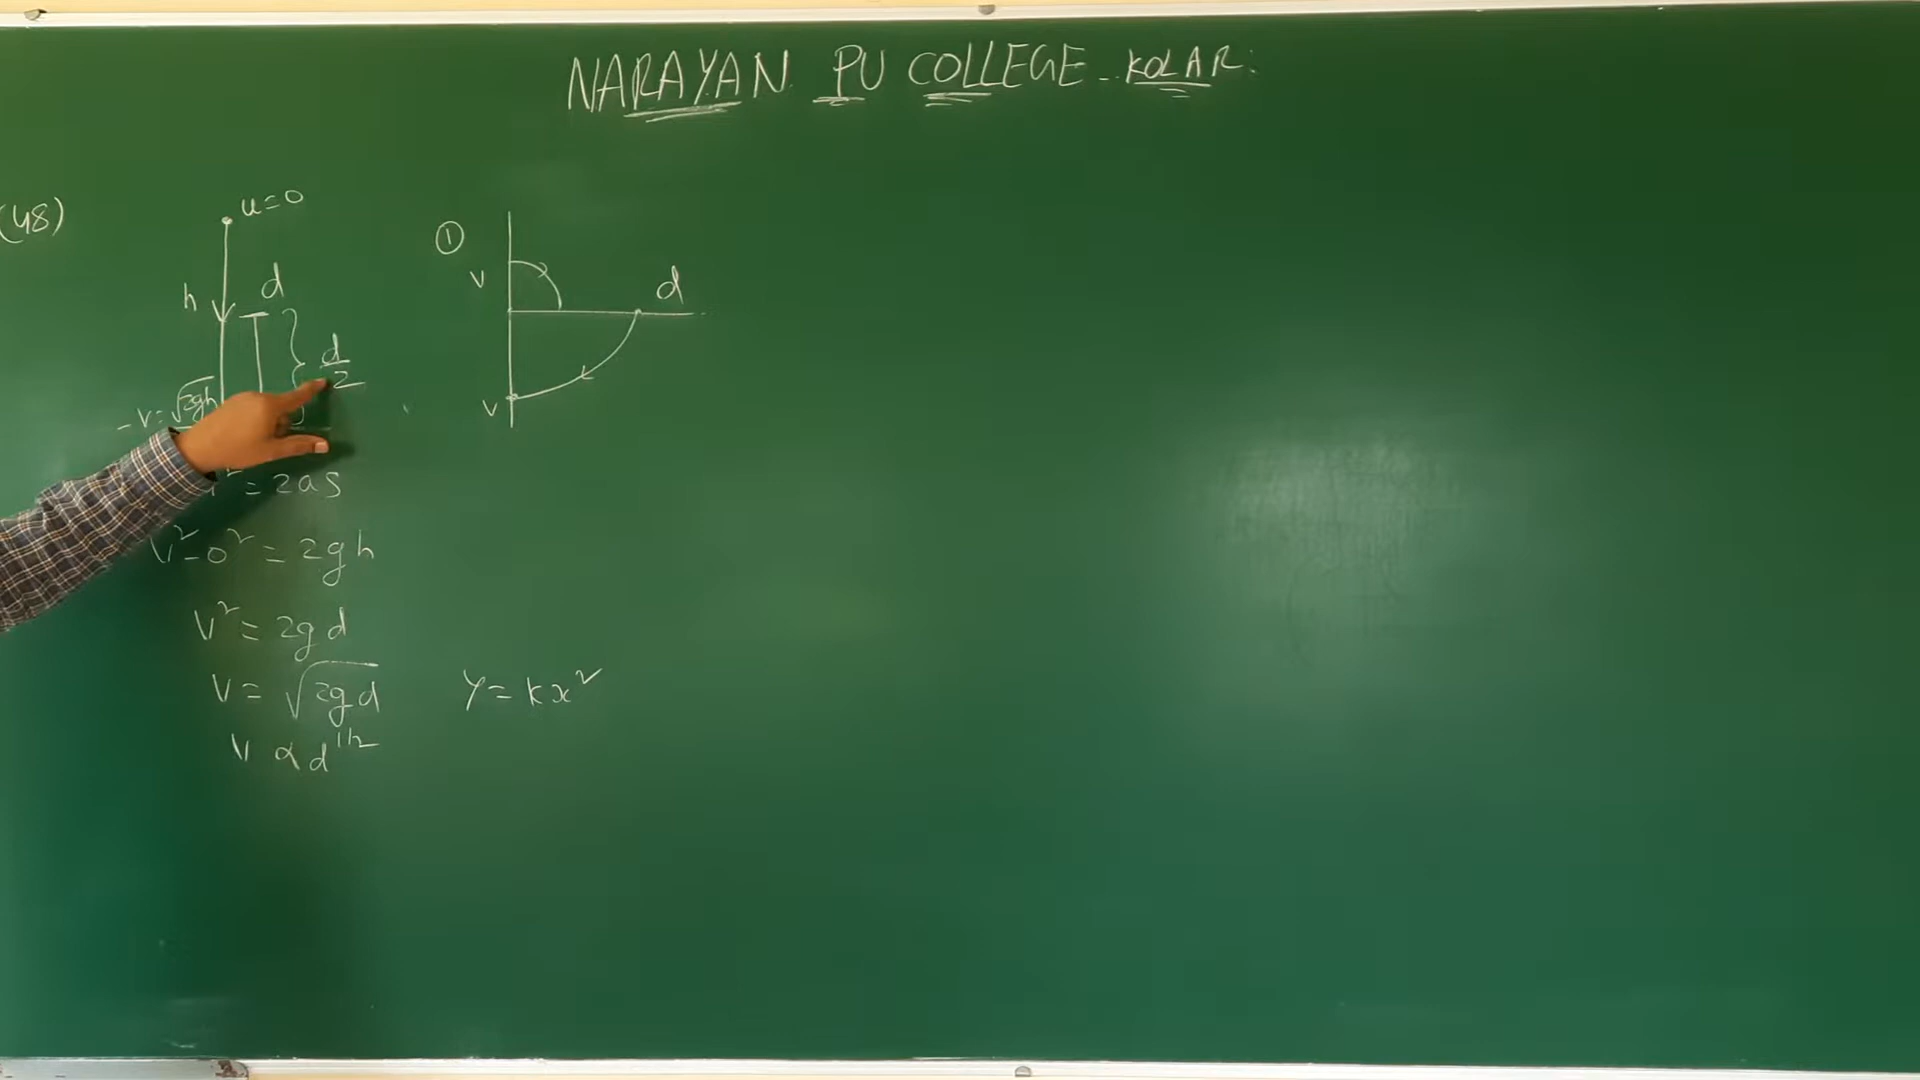 NARAYAN PU COLLEGE - KOLAR:
(48)
u=0
h
d
d/2
-V=√2gh
² = 2as
V²-0² = 2gh
V² = 2gd
V = √2gd
V ∝ d^1/2
①
v
d
v
Y = kx²